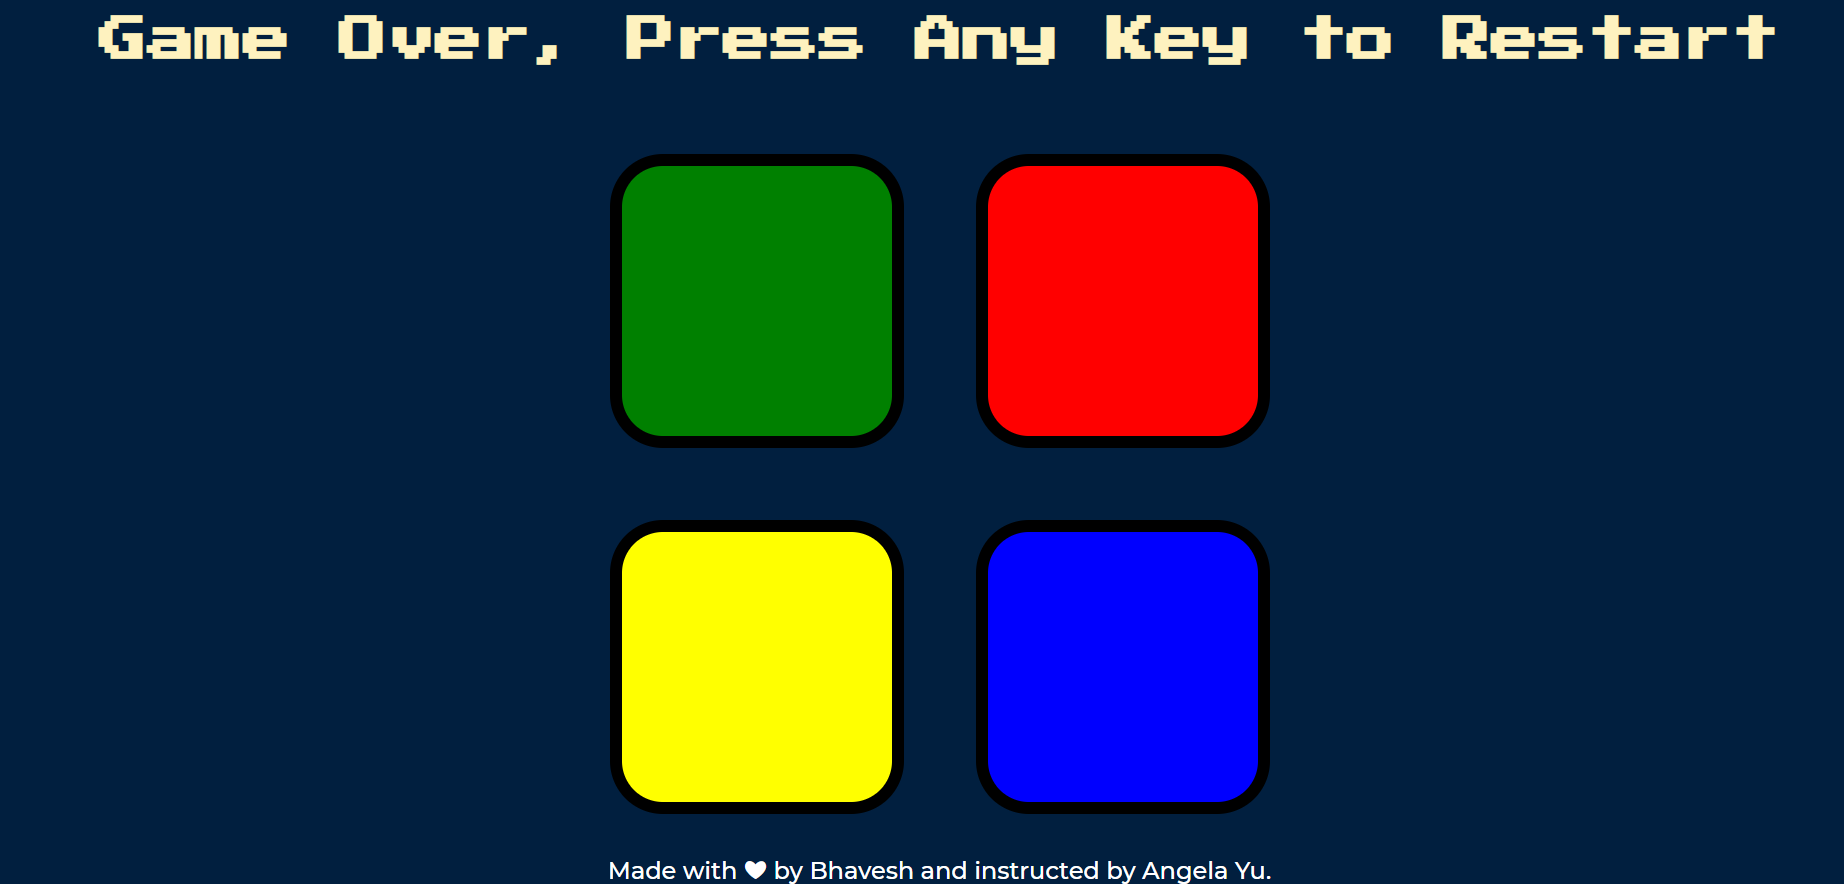 Game Over, Press Any Key to Restart
Made with ♥ by Bhavesh and instructed by Angela Yu.